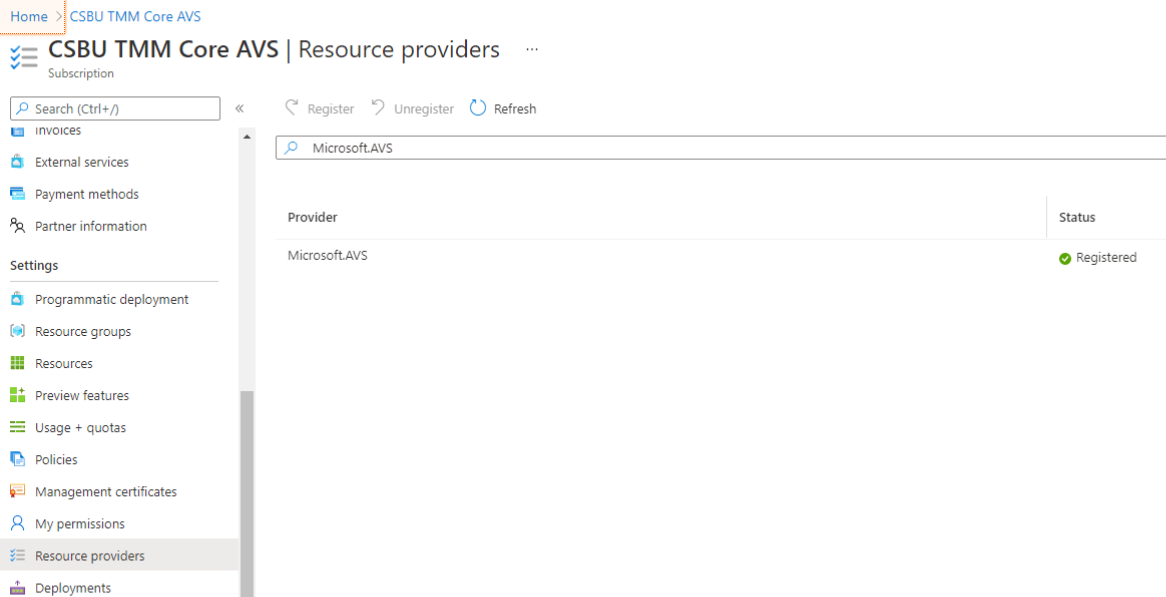 Home > CSBU TMM Core AVS
CSBU TMM Core AVS | Resource providers ...
Subscription
Search (Ctrl+/)
«
Register
Unregister
Refresh
Invoices
Microsoft.AVS
External services
Payment methods
Partner information
Provider
Status
Microsoft.AVS
Registered
Settings
Programmatic deployment
Resource groups
Resources
Preview features
Usage + quotas
Policies
Management certificates
My permissions
Resource providers
Deployments